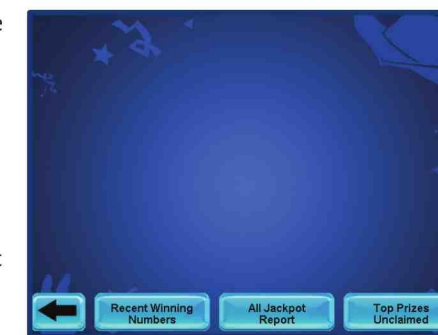 e
t
Recent Winning
Numbers
All Jackpot
Report
Top Prizes
Unclaimed